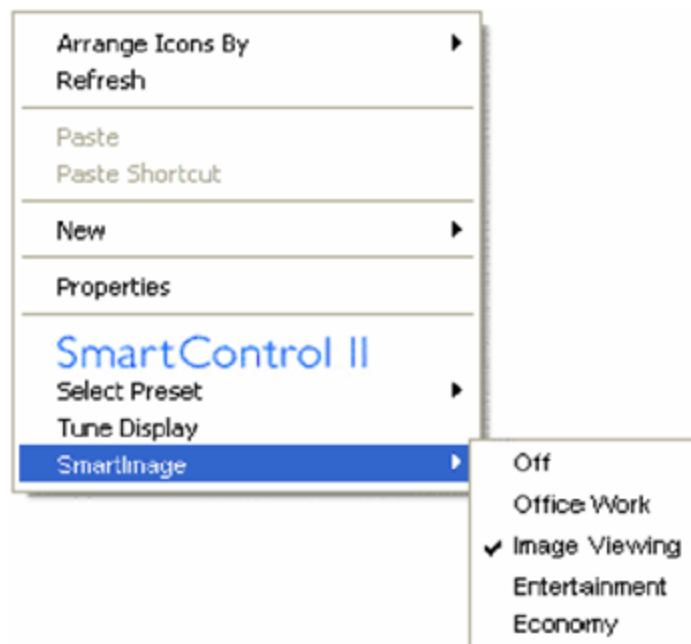 Arrange Icons By
Refresh
Paste
Paste Shortcut
New
Properties
SmartControl II
Select Preset
Tune Display
SmartImage
Off
Office Work
Image Viewing
Entertainment
Economy